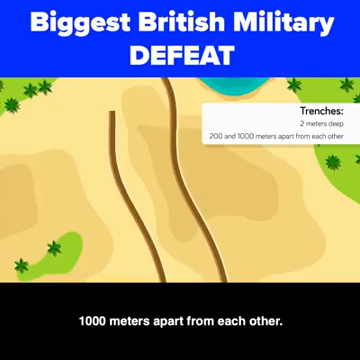 Biggest British Military
DEFEAT
Trenches:
2 meters deep
200 and 1000 meters apart from each other
1000 meters apart from each other.